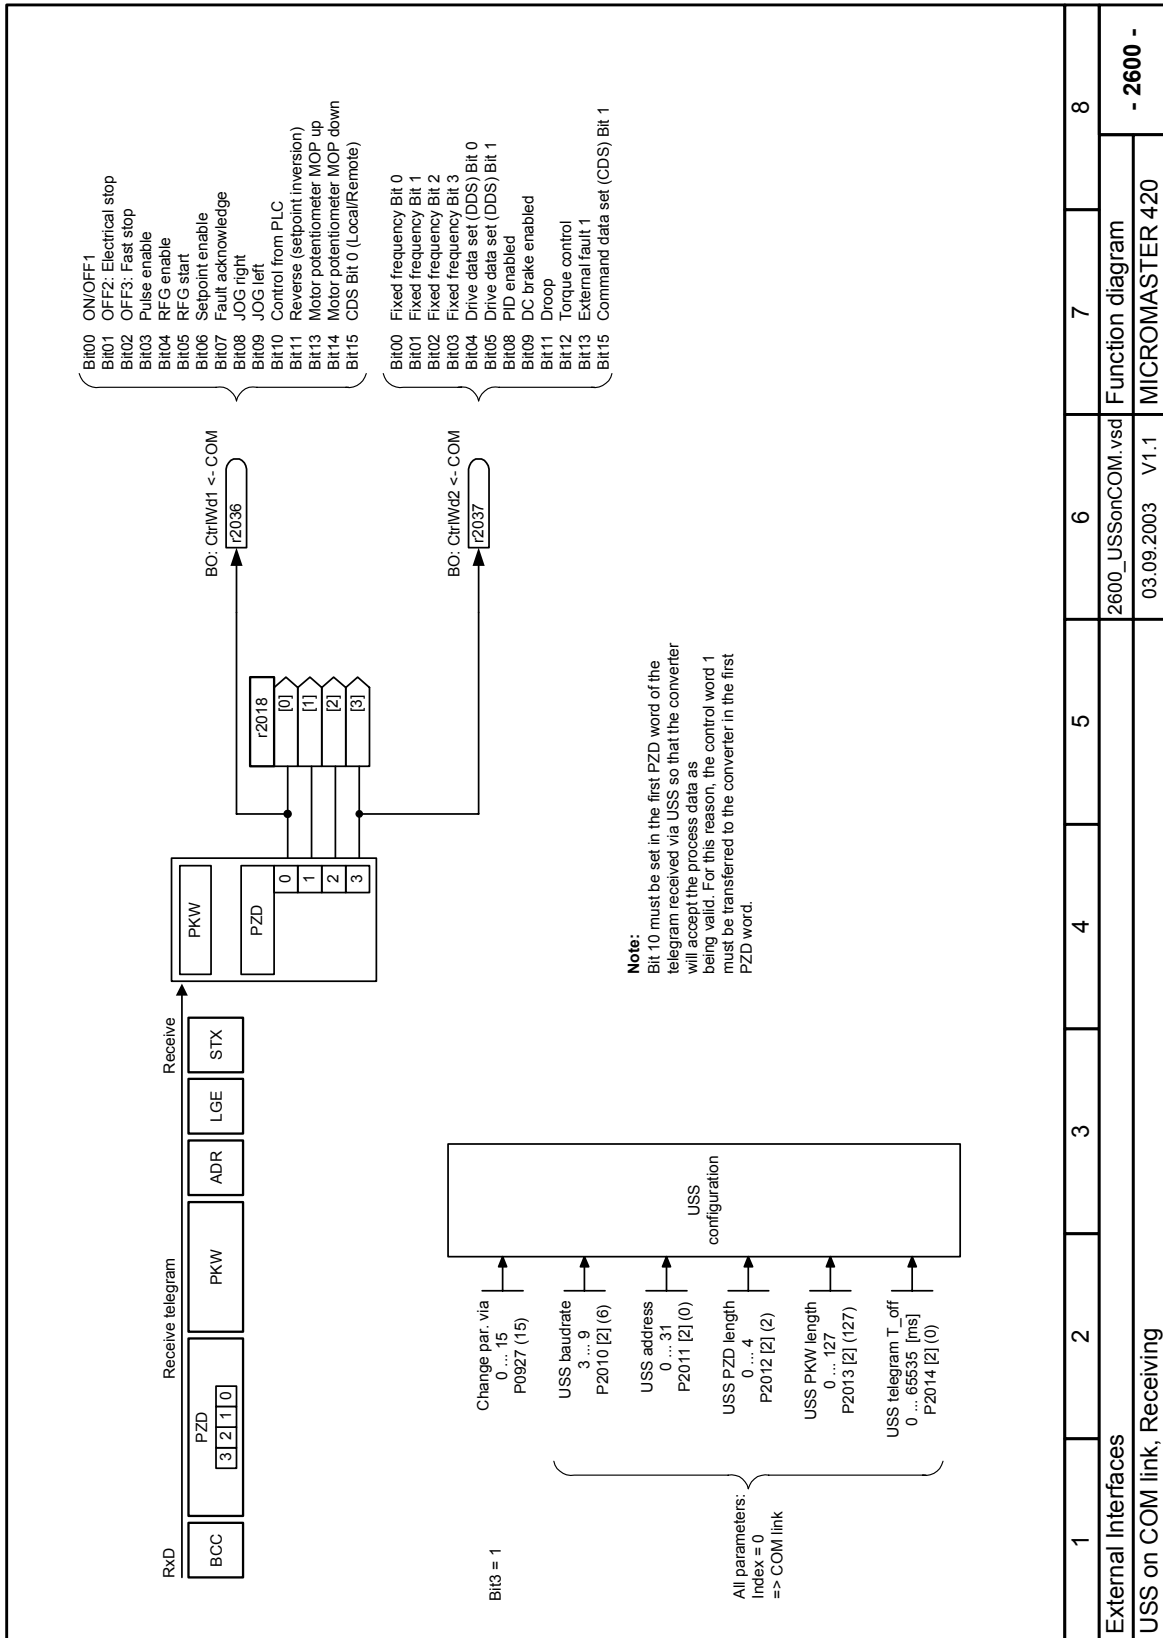 RxD
Receive telegram
Receive
BCC
PZD
3 2 1 0
PKW
ADR
LGE
STX
PKW
PZD
0
1
2
3
r2018
[0]
[1]
[2]
[3]
BO: CtrlWd1 <- COM
r2036
Bit00 ON/OFF1
Bit01 OFF2: Electrical stop
Bit02 OFF3: Fast stop
Bit03 Pulse enable
Bit04 RFG enable
Bit05 RFG start
Bit06 Setpoint enable
Bit07 Fault acknowledge
Bit08 JOG right
Bit09 JOG left
Bit10 Control from PLC
Bit11 Reverse (setpoint inversion)
Bit13 Motor potentiometer MOP up
Bit14 Motor potentiometer MOP down
Bit15 CDS Bit 0 (Local/Remote)
BO: CtrlWd2 <- COM
r2037
Bit00 Fixed frequency Bit 0
Bit01 Fixed frequency Bit 1
Bit02 Fixed frequency Bit 2
Bit03 Fixed frequency Bit 3
Bit04 Drive data set (DDS) Bit 0
Bit05 Drive data set (DDS) Bit 1
Bit08 PID enabled
Bit09 DC brake enabled
Bit11 Droop
Bit12 Torque control
Bit13 External fault 1
Bit15 Command data set (CDS) Bit 1
Bit3 = 1
Change par. via
0 ... 15
P0927 (15)
USS baudrate
3 ... 9
P2010 [2] (6)
USS address
0 ... 31
P2011 [2] (0)
USS PZD length
0 ... 4
P2012 [2] (2)
USS PKW length
0 ... 127
P2013 [2] (127)
USS telegram T_off
0 ... 65535 [ms]
P2014 [2] (0)
All parameters:
Index = 0
=> COM link
USS
configuration
Note:
Bit 10 must be set in the first PZD word of the
telegram received via USS so that the converter
will accept the process data as
being valid. For this reason, the control word 1
must be transferred to the converter in the first
PZD word.
1 2 3 4 5 6 7 8
External Interfaces
2600_USSonCOM.vsd
Function diagram
- 2600 -
USS on COM link, Receiving
03.09.2003 V1.1
MICROMASTER 420